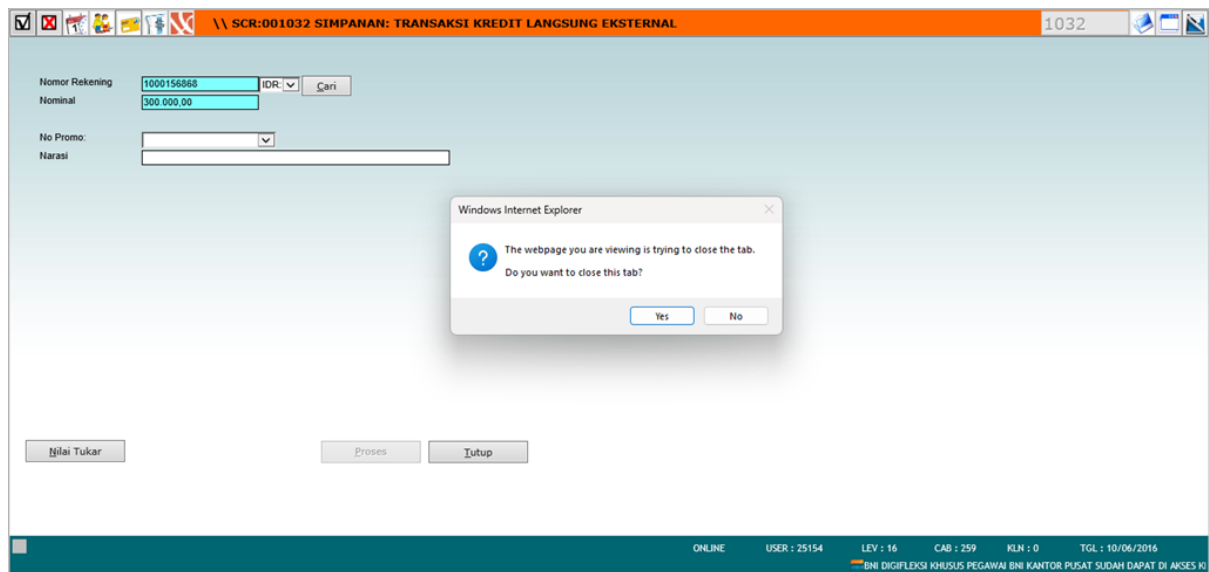 \\ SCR:001032 SIMPANAN: TRANSAKSI KREDIT LANGSUNG EKSTERNAL 1032
Nomor Rekening 1000156868 IDR: Cari
Nominal 300.000,00
No Promo:
Narasi
Windows Internet Explorer
The webpage you are viewing is trying to close the tab.
Do you want to close this tab?
Yes No
Nilai Tukar Proses Tutup
ONLINE USER : 25154 LEV : 16 CAB : 259 KLN : 0 TGL : 10/06/2016
BNI DIGIFLEKSI KHUSUS PEGAWAI BNI KANTOR PUSAT SUDAH DAPAT DI AKSES